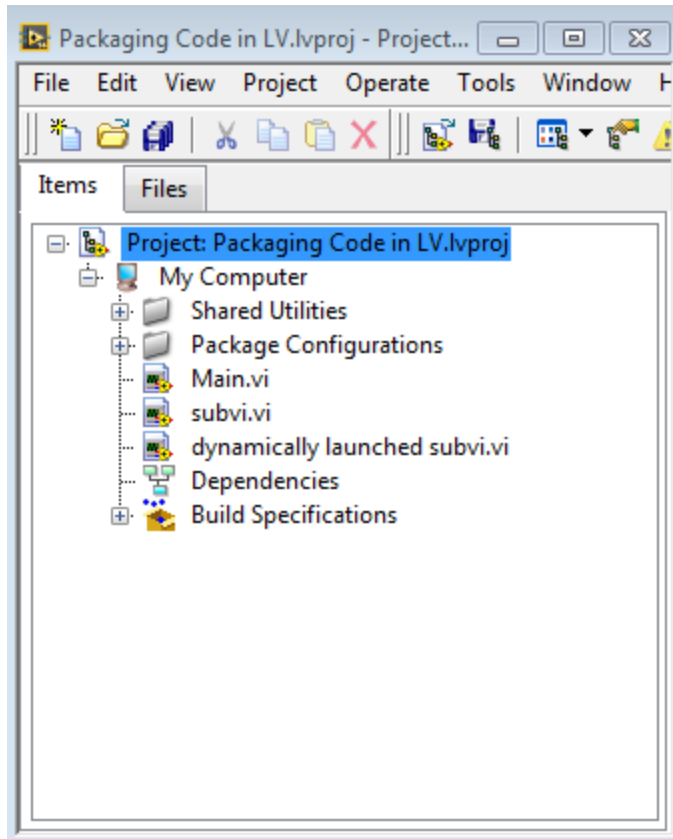 Packaging Code in LV.lvproj - Project...
File Edit View Project Operate Tools Window H
Items Files
Project: Packaging Code in LV.lvproj
My Computer
Shared Utilities
Package Configurations
Main.vi
subvi.vi
dynamically launched subvi.vi
Dependencies
Build Specifications